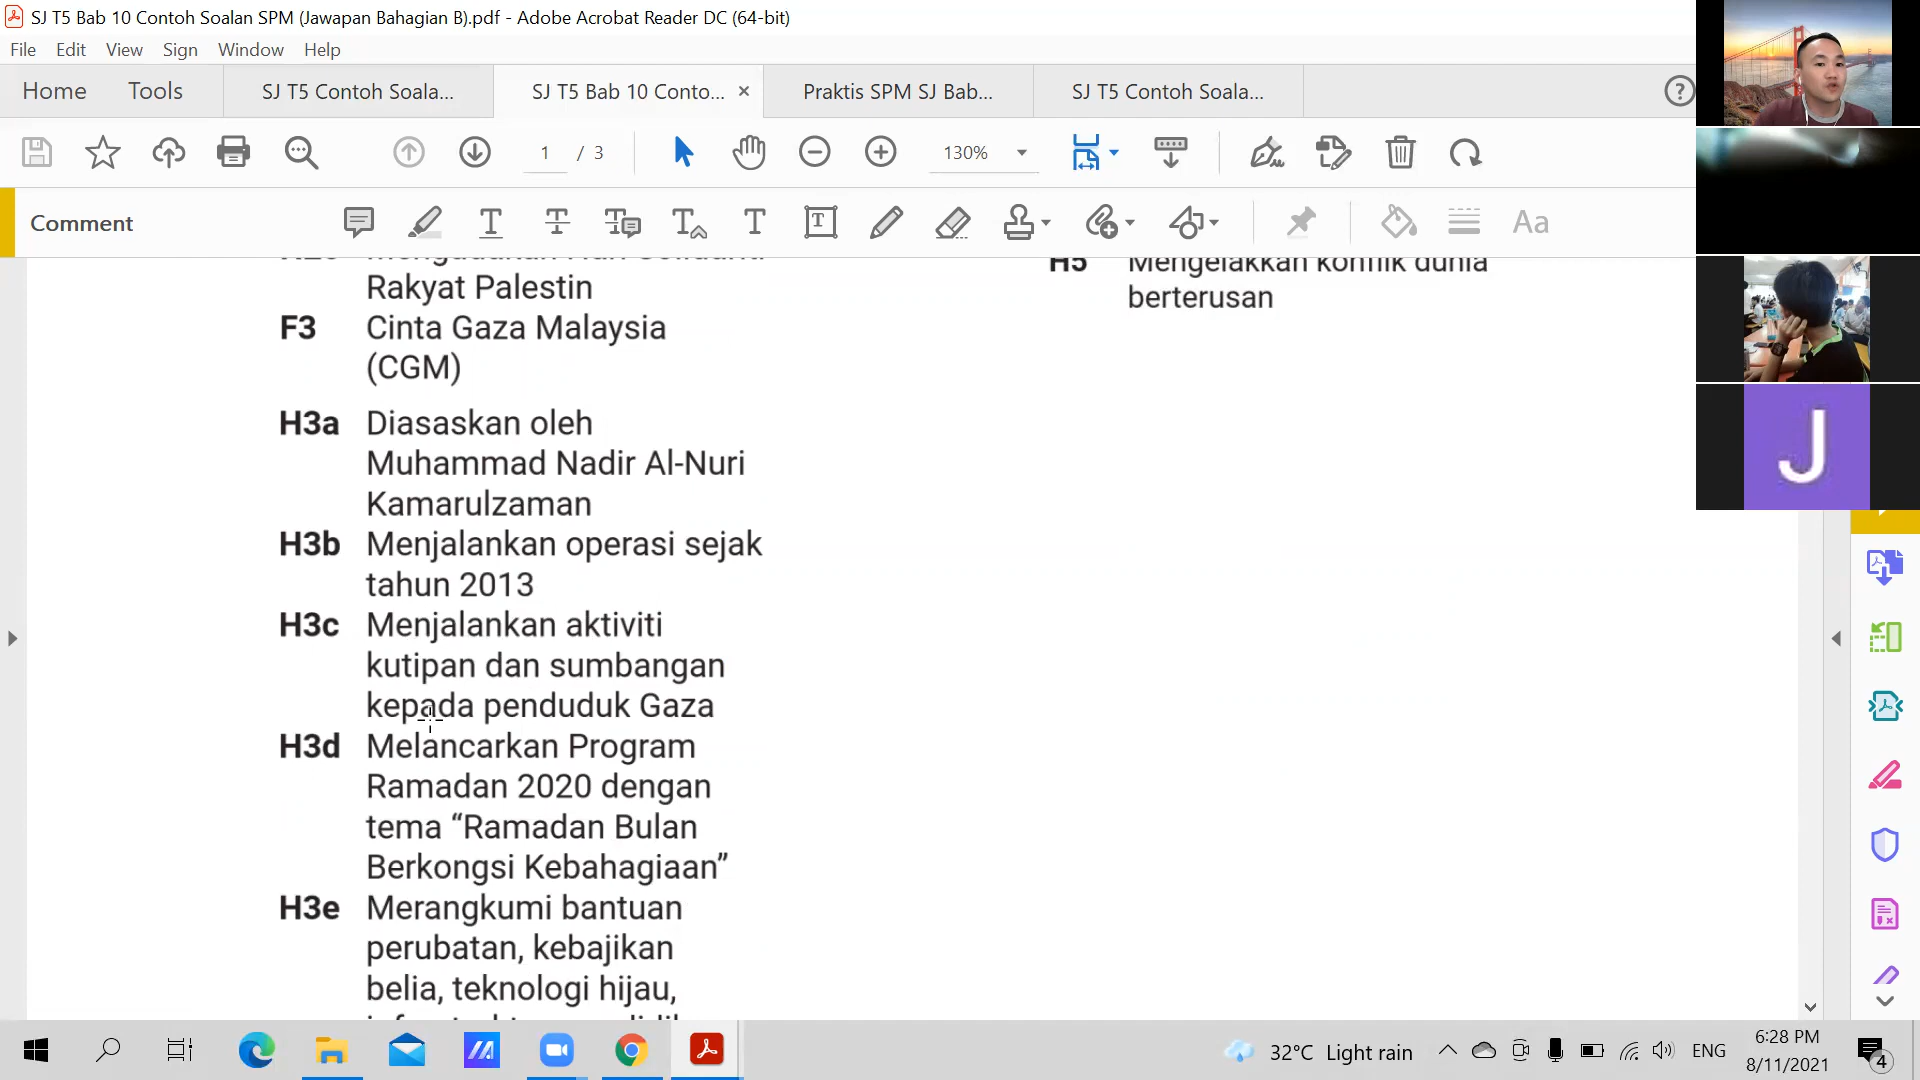 SJ T5 Bab 10 Contoh Soalan SPM (Jawapan Bahagian B).pdf - Adobe Acrobat Reader DC (64-bit)
File Edit View Sign Window Help
Home Tools SJ T5 Contoh Soala... SJ T5 Bab 10 Conto... × Praktis SPM SJ Bab... SJ T5 Contoh Soala...
1 / 3 130%
Comment
Rakyat Palestin
F3 Cinta Gaza Malaysia
(CGM)
H3a Diasaskan oleh
Muhammad Nadir Al-Nuri
Kamarulzaman
H3b Menjalankan operasi sejak
tahun 2013
H3c Menjalankan aktiviti
kutipan dan sumbangan
kepada penduduk Gaza
H3d Melancarkan Program
Ramadan 2020 dengan
tema “Ramadan Bulan
Berkongsi Kebahagiaan”
H3e Merangkumi bantuan
perubatan, kebajikan
belia, teknologi hijau,
H5 Mengelakkan konflik dunia
berterusan
J
32°C Light rain
ENG
6:28 PM
8/11/2021
4